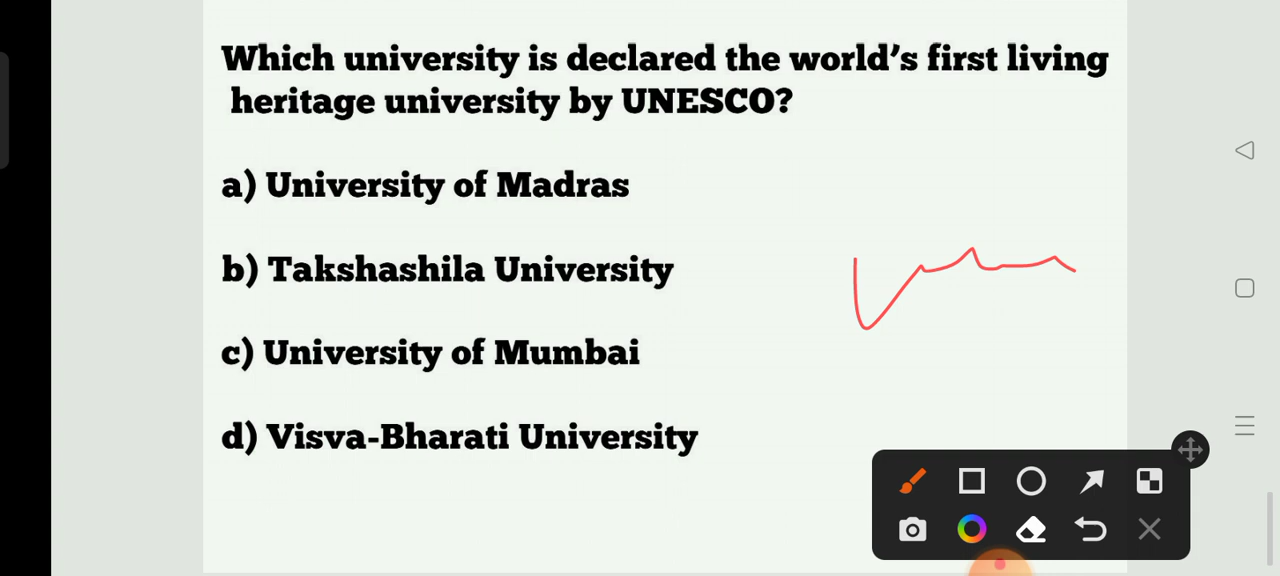 Which university is declared the world's first living
heritage university by UNESCO?
a) University of Madras
b) Takshashila University
c) University of Mumbai
d) Visva-Bharati University